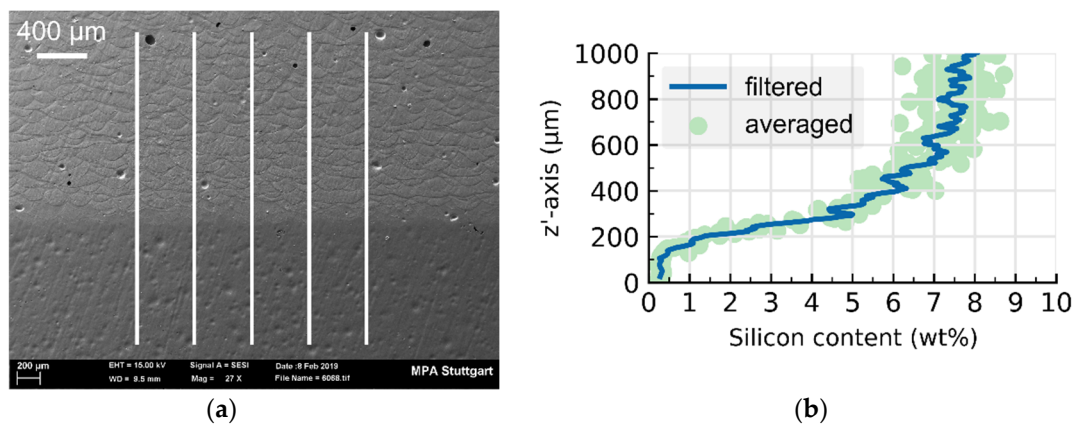 400 µm
200 µm
EHT = 15.00 kV
WD = 9.5 mm
Signal A = SESI
Mag = 27 X
Date :8 Feb 2019
File Name = 6068.tif
MPA Stuttgart
(a)
1000
800
600
400
200
0
z'-axis (µm)
filtered
averaged
0 1 2 3 4 5 6 7 8 9 10
Silicon content (wt%)
(b)